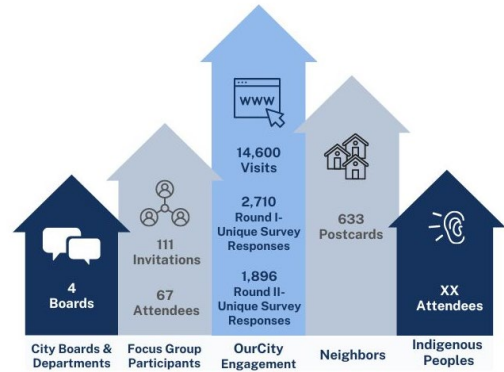 WWW
14,600
Visits
2,710
Round I-
Unique Survey
Responses
1,896
Round II-
Unique Survey
Responses
111
Invitations
67
Attendees
633
Postcards
4
Boards
XX
Attendees
City Boards &
Departments
Focus Group
Participants
OurCity
Engagement
Neighbors
Indigenous
Peoples